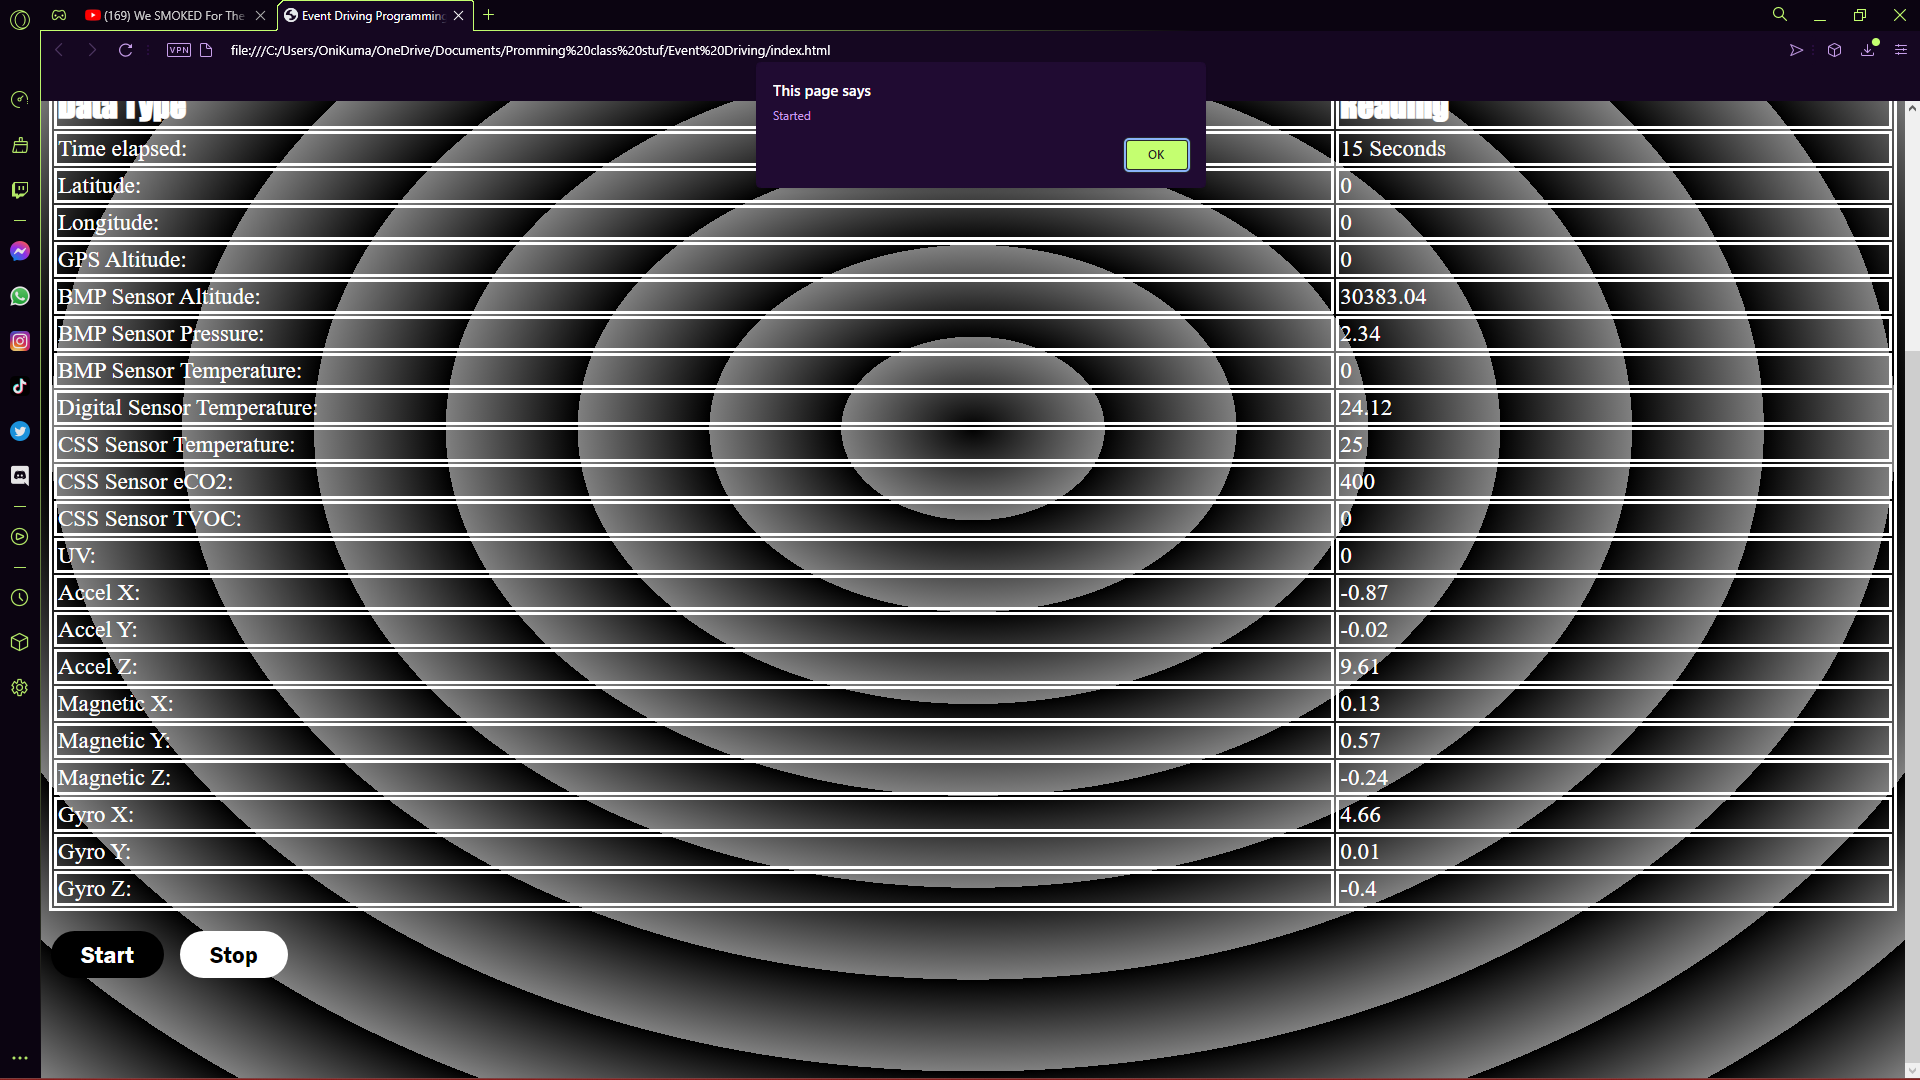 (169) We SMOKED For The
Event Driving Programming
VPN
file:///C:/Users/OniKuma/OneDrive/Documents/Promming%20class%20stuf/Event%20Driving/index.html
This page says
Started
OK
Data Type Reading
Time elapsed: 15 Seconds
Latitude: 0
Longitude: 0
GPS Altitude: 0
BMP Sensor Altitude: 30383.04
BMP Sensor Pressure: 2.34
BMP Sensor Temperature: 0
Digital Sensor Temperature: 24.12
CSS Sensor Temperature: 25
CSS Sensor eCO2: 400
CSS Sensor TVOC: 0
UV: 0
Accel X: -0.87
Accel Y: -0.02
Accel Z: 9.61
Magnetic X: 0.13
Magnetic Y: 0.57
Magnetic Z: -0.24
Gyro X: 4.66
Gyro Y: 0.01
Gyro Z: -0.4
Start Stop